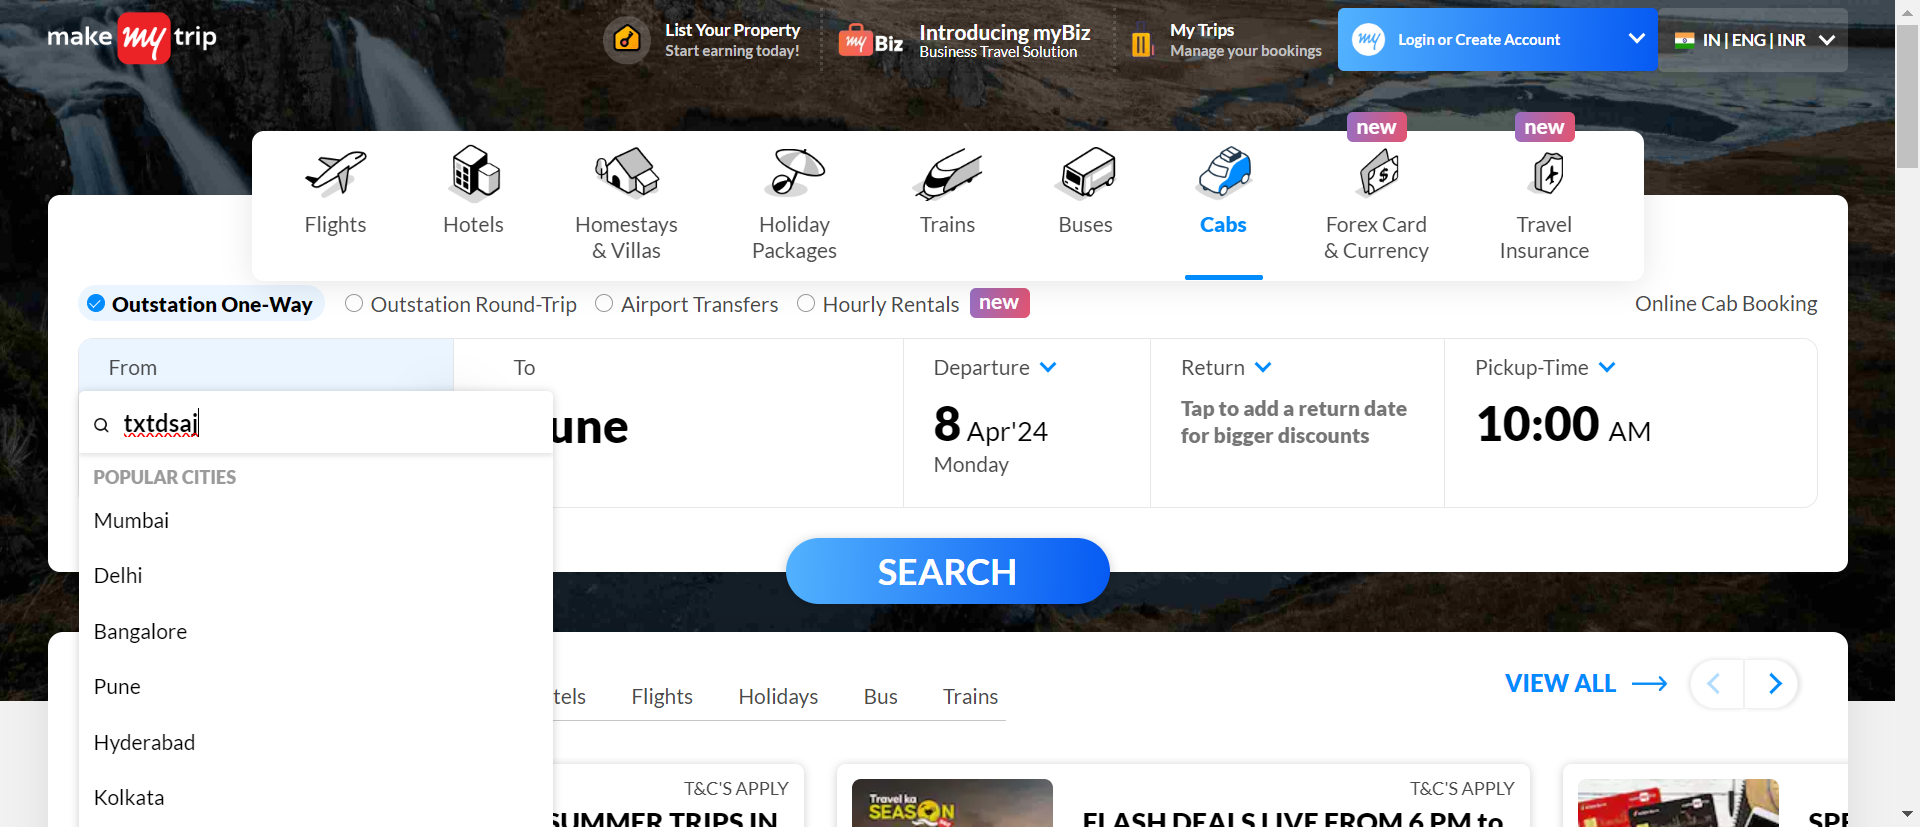 make my trip
List Your Property
Start earning today!
my Biz
Introducing myBiz
Business Travel Solution
My Trips
Manage your bookings
my
Login or Create Account
IN | ENG | INR
new
new
Flights
Hotels
Homestays
& Villas
Holiday
Packages
Trains
Buses
Cabs
Forex Card
& Currency
Travel
Insurance
Outstation One-Way
Outstation Round-Trip
Airport Transfers
Hourly Rentals
new
Online Cab Booking
From
To
Departure
Return
Pickup-Time
txtdsaj
une
8 Apr'24
Monday
Tap to add a return date
for bigger discounts
10:00 AM
POPULAR CITIES
Mumbai
Delhi
Bangalore
Pune
Hyderabad
Kolkata
SEARCH
tels
Flights
Holidays
Bus
Trains
VIEW ALL
T&C'S APPLY
SUMMER TRIPS IN
Travel ka
SEASON
T&C'S APPLY
FLASH DEALS LIVE FROM 6 PM to
SPE